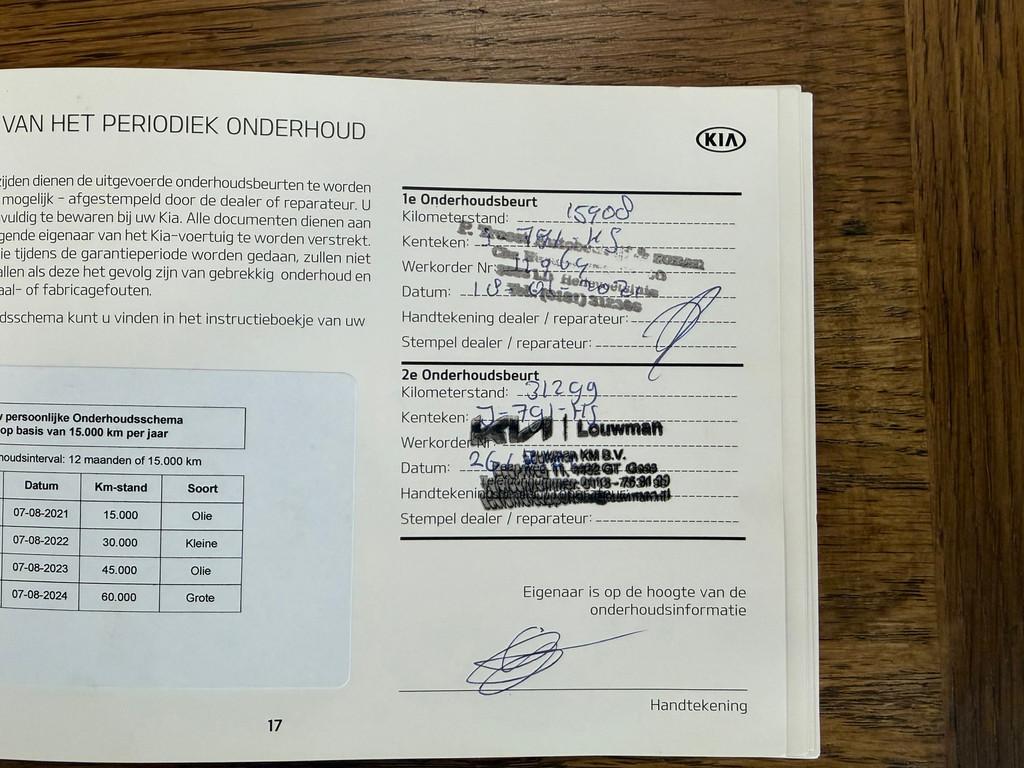 VAN HET PERIODIEK ONDERHOUD
KIA
zijden dienen de uitgevoerde onderhoudsbeurten te worden
mogelijk - afgestempeld door de dealer of reparateur. U
vuldig te bewaren bij uw Kia. Alle documenten dienen aan
gende eigenaar van het Kia-voertuig te worden verstrekt.
ie tijdens de garantieperiode worden gedaan, zullen niet
allen als deze het gevolg zijn van gebrekkig onderhoud en
aal- of fabricagefouten.
dsschema kunt u vinden in het instructieboekje van uw
persoonlijke Onderhoudsschema
op basis van 15.000 km per jaar
houdsinterval: 12 maanden of 15.000 km
Datum Km-stand Soort
07-08-2021 15.000 Olie
07-08-2022 30.000 Kleine
07-08-2023 45.000 Olie
07-08-2024 60.000 Grote
17
1e Onderhoudsbeurt
Kilometerstand: 15908
Kenteken:
Werkorder Nr:
Datum: 18
Handtekening dealer / reparateur:
Stempel dealer / reparateur:
2e Onderhoudsbeurt
Kilometerstand: 31299
Kenteken: J-791-HS
KIA Louwman
Werkorder Nr:
Louwman KM B.V.
Datum: 26
Goes
Handtekening
Stempel dealer / reparateur:
Eigenaar is op de hoogte van de
onderhoudsinformatie
Handtekening